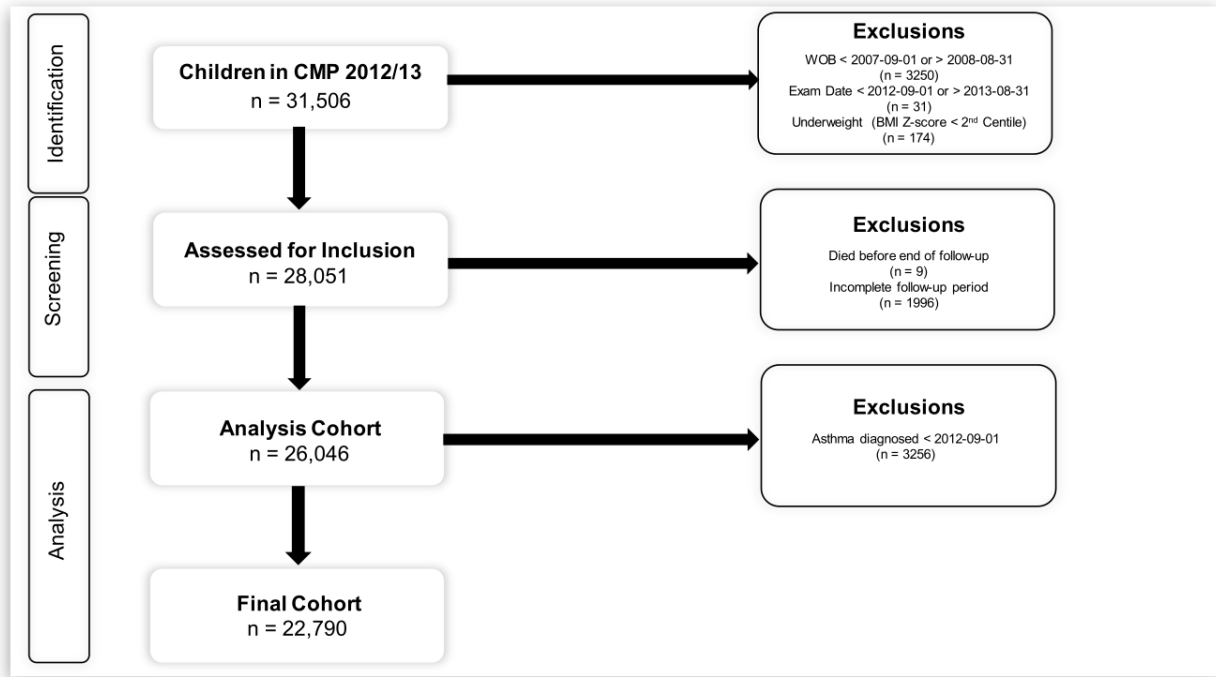 Identification
Children in CMP 2012/13
n = 31,506
Exclusions
WOB < 2007-09-01 or > 2008-08-31
(n = 3250)
Exam Date < 2012-09-01 or > 2013-08-31
(n = 31)
Underweight (BMI Z-score < 2nd Centile)
(n = 174)
Screening
Assessed for Inclusion
n = 28,051
Exclusions
Died before end of follow-up
(n = 9)
Incomplete follow-up period
(n = 1996)
Analysis
Analysis Cohort
n = 26,046
Exclusions
Asthma diagnosed < 2012-09-01
(n = 3256)
Final Cohort
n = 22,790